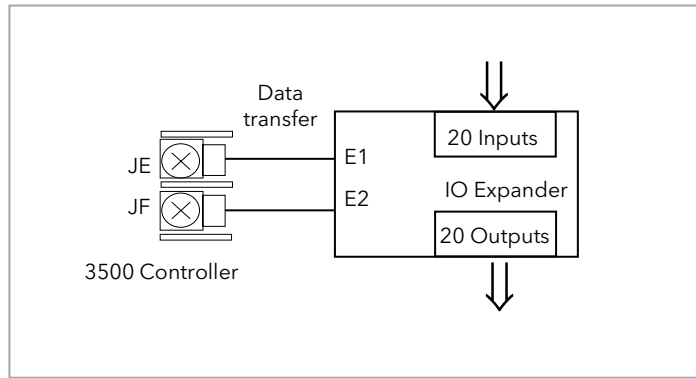 Data
transfer
20 Inputs
JE
E1
IO Expander
JF
E2
20 Outputs
3500 Controller